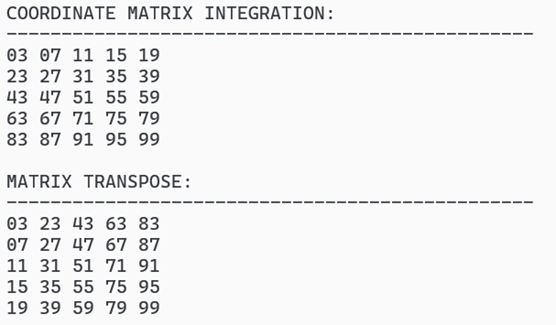 COORDINATE MATRIX INTEGRATION:
------------------------------------------------
03 07 11 15 19
23 27 31 35 39
43 47 51 55 59
63 67 71 75 79
83 87 91 95 99
MATRIX TRANSPOSE:
------------------------------------------------
03 23 43 63 83
07 27 47 67 87
11 31 51 71 91
15 35 55 75 95
19 39 59 79 99